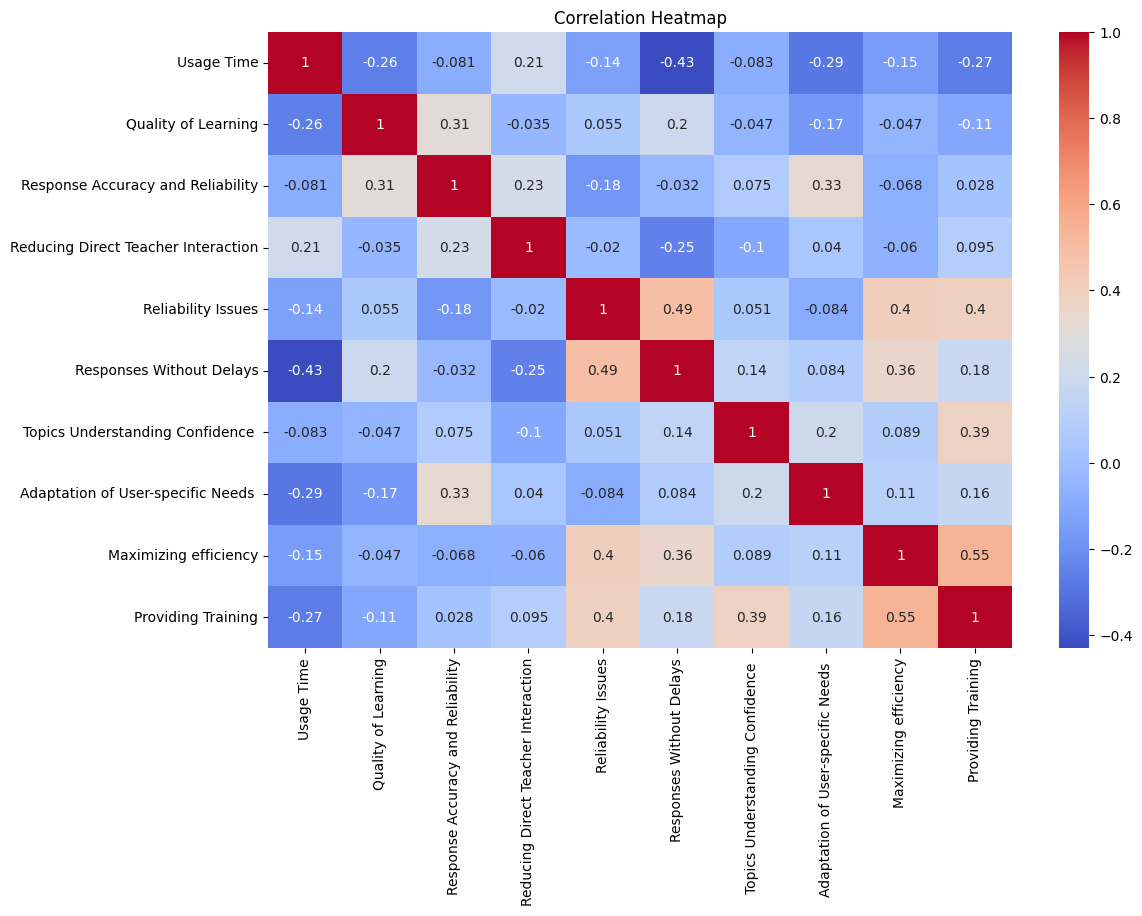 Correlation Heatmap
Usage Time 1 -0.26 -0.081 0.21 -0.14 -0.43 -0.083 -0.29 -0.15 -0.27
Quality of Learning -0.26 1 0.31 -0.035 0.055 0.2 -0.047 -0.17 -0.047 -0.11
Response Accuracy and Reliability -0.081 0.31 1 0.23 -0.18 -0.032 0.075 0.33 -0.068 0.028
Reducing Direct Teacher Interaction 0.21 -0.035 0.23 1 -0.02 -0.25 -0.1 0.04 -0.06 0.095
Reliability Issues -0.14 0.055 -0.18 -0.02 1 0.49 0.051 -0.084 0.4 0.4
Responses Without Delays -0.43 0.2 -0.032 -0.25 0.49 1 0.14 0.084 0.36 0.18
Topics Understanding Confidence -0.083 -0.047 0.075 -0.1 0.051 0.14 1 0.2 0.089 0.39
Adaptation of User-specific Needs -0.29 -0.17 0.33 0.04 -0.084 0.084 0.2 1 0.11 0.16
Maximizing efficiency -0.15 -0.047 -0.068 -0.06 0.4 0.36 0.089 0.11 1 0.55
Providing Training -0.27 -0.11 0.028 0.095 0.4 0.18 0.39 0.16 0.55 1
Usage Time
Quality of Learning
Response Accuracy and Reliability
Reducing Direct Teacher Interaction
Reliability Issues
Responses Without Delays
Topics Understanding Confidence
Adaptation of User-specific Needs
Maximizing efficiency
Providing Training
1.0
0.8
0.6
0.4
0.2
0.0
−0.2
−0.4